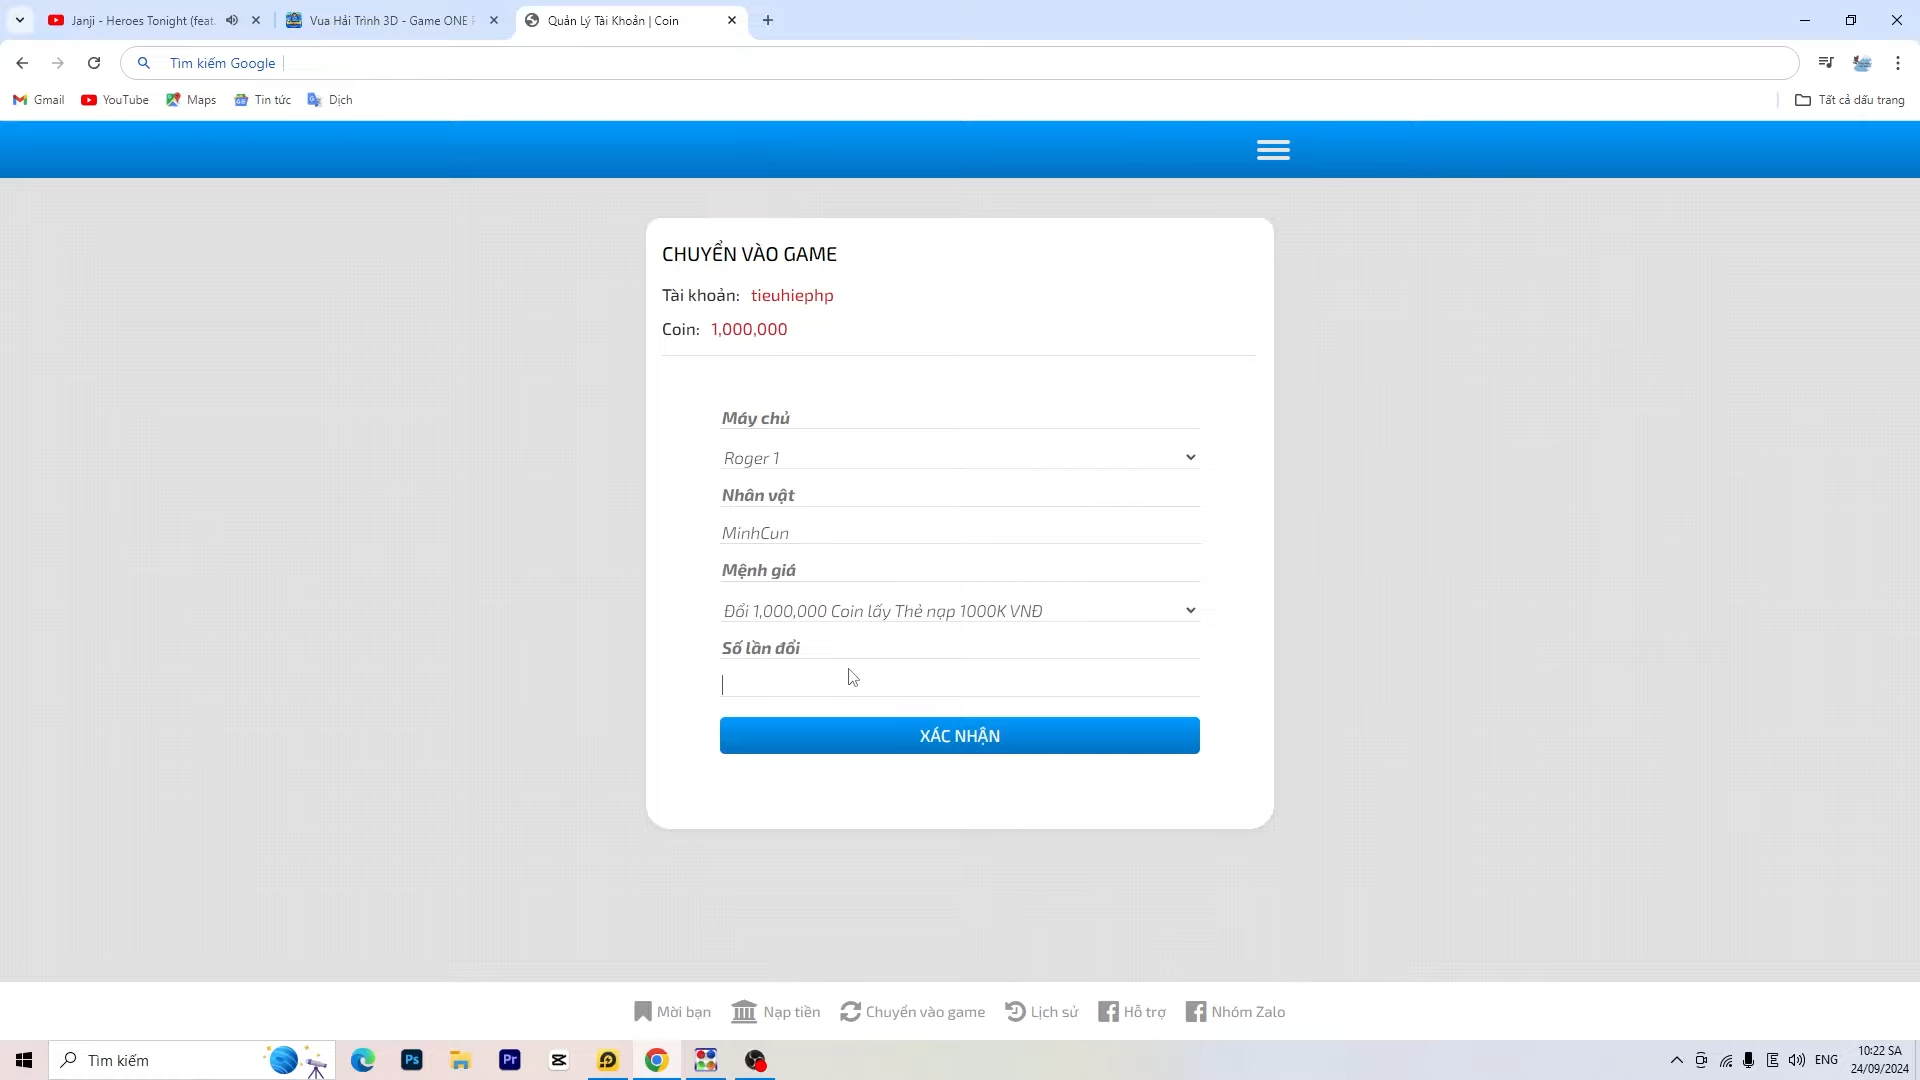 Janji - Heroes Tonight (feat.
Vua Hải Trình 3D - Game ONE P
Quản Lý Tài Khoản | Coin
Tìm kiếm Google
Gmail
YouTube
Maps
Tin tức
Dịch
Tất cả dấu trang
CHUYỂN VÀO GAME
Tài khoản: tieuhiephp
Coin: 1,000,000
Máy chủ
Roger 1
Nhân vật
MinhCun
Mệnh giá
Đổi 1,000,000 Coin lấy Thẻ nạp 1000K VNĐ
Số lần đổi
XÁC NHẬN
Mời bạn
Nạp tiền
Chuyển vào game
Lịch sử
Hỗ trợ
Nhóm Zalo
Tìm kiếm
Ps
Pr
ENG
10:22 SA
24/09/2024